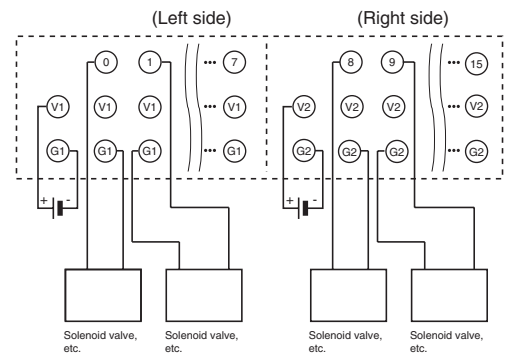 (Left side) (Right side)
0 1 ••• 7 8 9 ••• 15
V1 V1 V1 V1 V2 V2 V2 V2
G1 G1 G1 ••• G1 G2 G2 G2 ••• G2
+ - + -
Solenoid valve, etc.
Solenoid valve, etc.
Solenoid valve, etc.
Solenoid valve, etc.